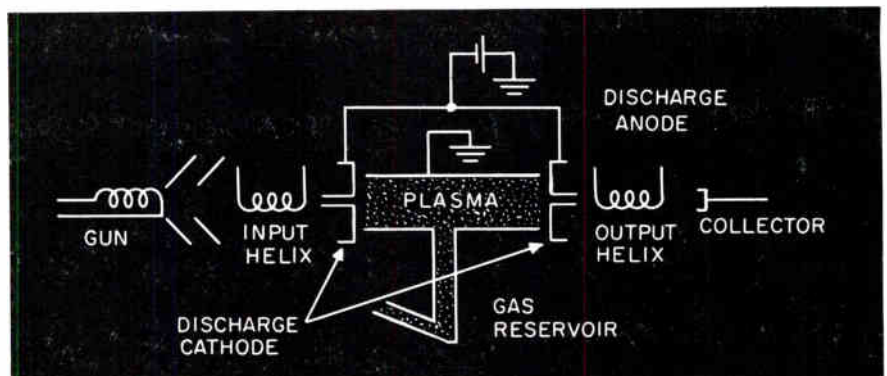 DISCHARGE
ANODE
PLASMA
GUN
INPUT
HELIX
OUTPUT
HELIX
COLLECTOR
DISCHARGE
CATHODE
GAS
RESERVOIR